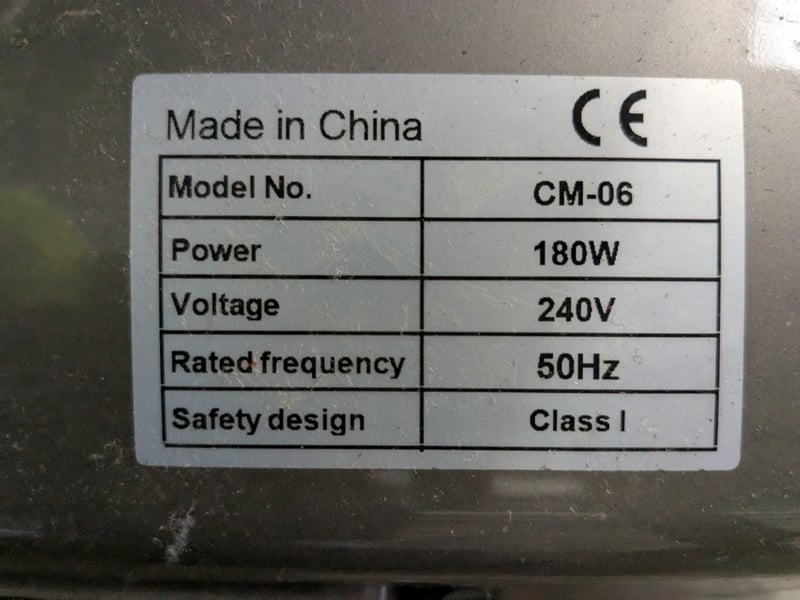 Made in China CE
Model No. CM-06
Power 180W
Voltage 240V
Rated frequency 50Hz
Safety design Class I